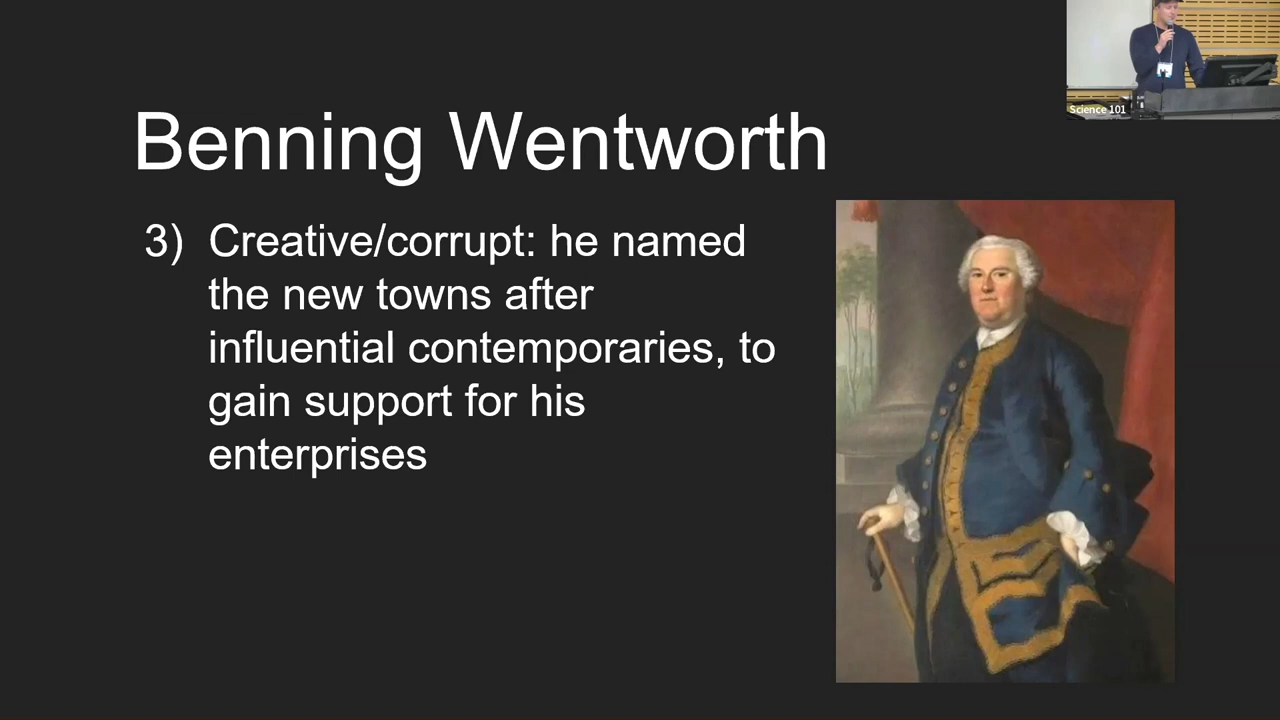 Science 101
Benning Wentworth
3) Creative/corrupt: he named
the new towns after
influential contemporaries, to
gain support for his
enterprises